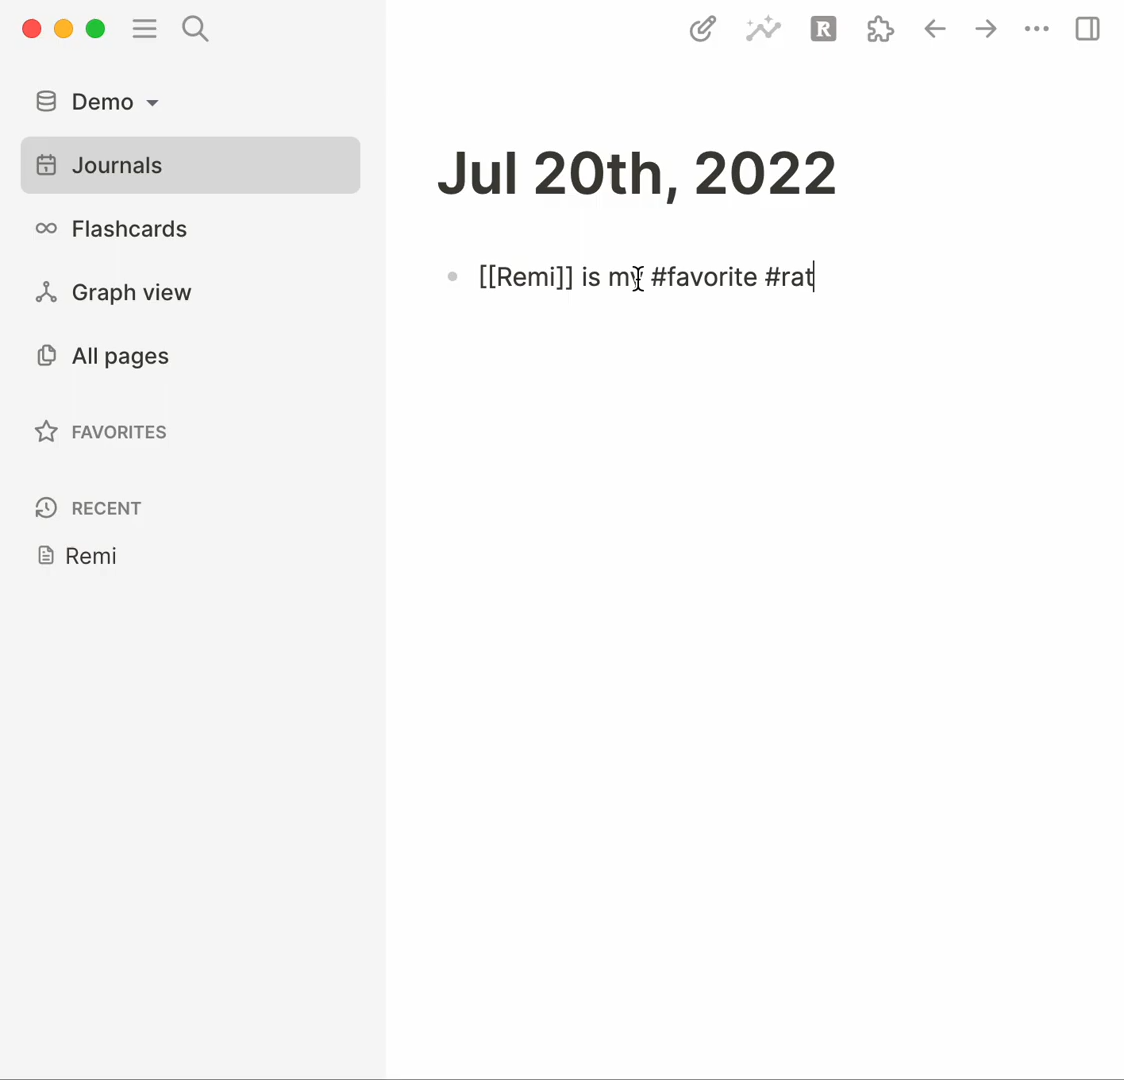 Demo
Journals
Flashcards
Graph view
All pages
FAVORITES
RECENT
Remi
R
Jul 20th, 2022
[[Remi]] is my #favorite #rat